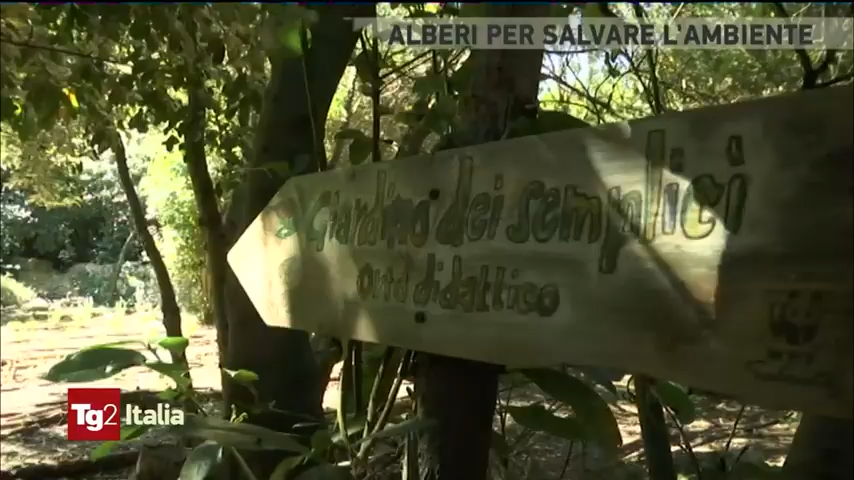 ALBERI PER SALVARE L'AMBIENTE
Giardino dei semplici
Orto didattico
Tg2 Italia